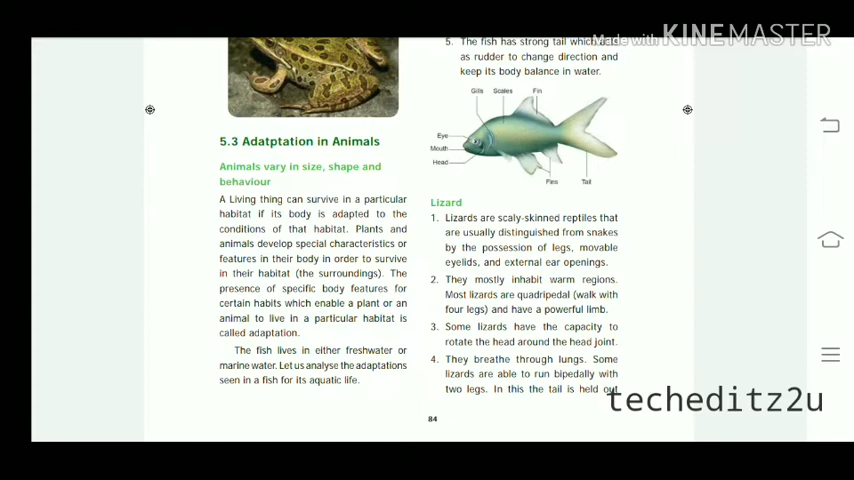 Made with KINEMASTER
5.3 Adatptation in Animals
Animals vary in size, shape and
behaviour
A Living thing can survive in a particular
habitat if its body is adapted to the
conditions of that habitat. Plants and
animals develop special characteristics or
features in their body in order to survive
in their habitat (the surroundings). The
presence of specific body features for
certain habits which enable a plant or an
animal to live in a particular habitat is
called adaptation.
The fish lives in either freshwater or
marine water. Let us analyse the adaptations
seen in a fish for its aquatic life.
5. The fish has strong tail which acts
as rudder to change direction and
keep its body balance in water.
Gills Scales Fin
Eye
Mouth
Head
Fins Tail
Lizard
1. Lizards are scaly-skinned reptiles that
are usually distinguished from snakes
by the possession of legs, movable
eyelids, and external ear openings.
2. They mostly inhabit warm regions.
Most lizards are quadripedal (walk with
four legs) and have a powerful limb.
3. Some lizards have the capacity to
rotate the head around the head joint.
4. They breathe through lungs. Some
lizards are able to run bipedally with
two legs. In this the tail is held out
84
techeditz2u